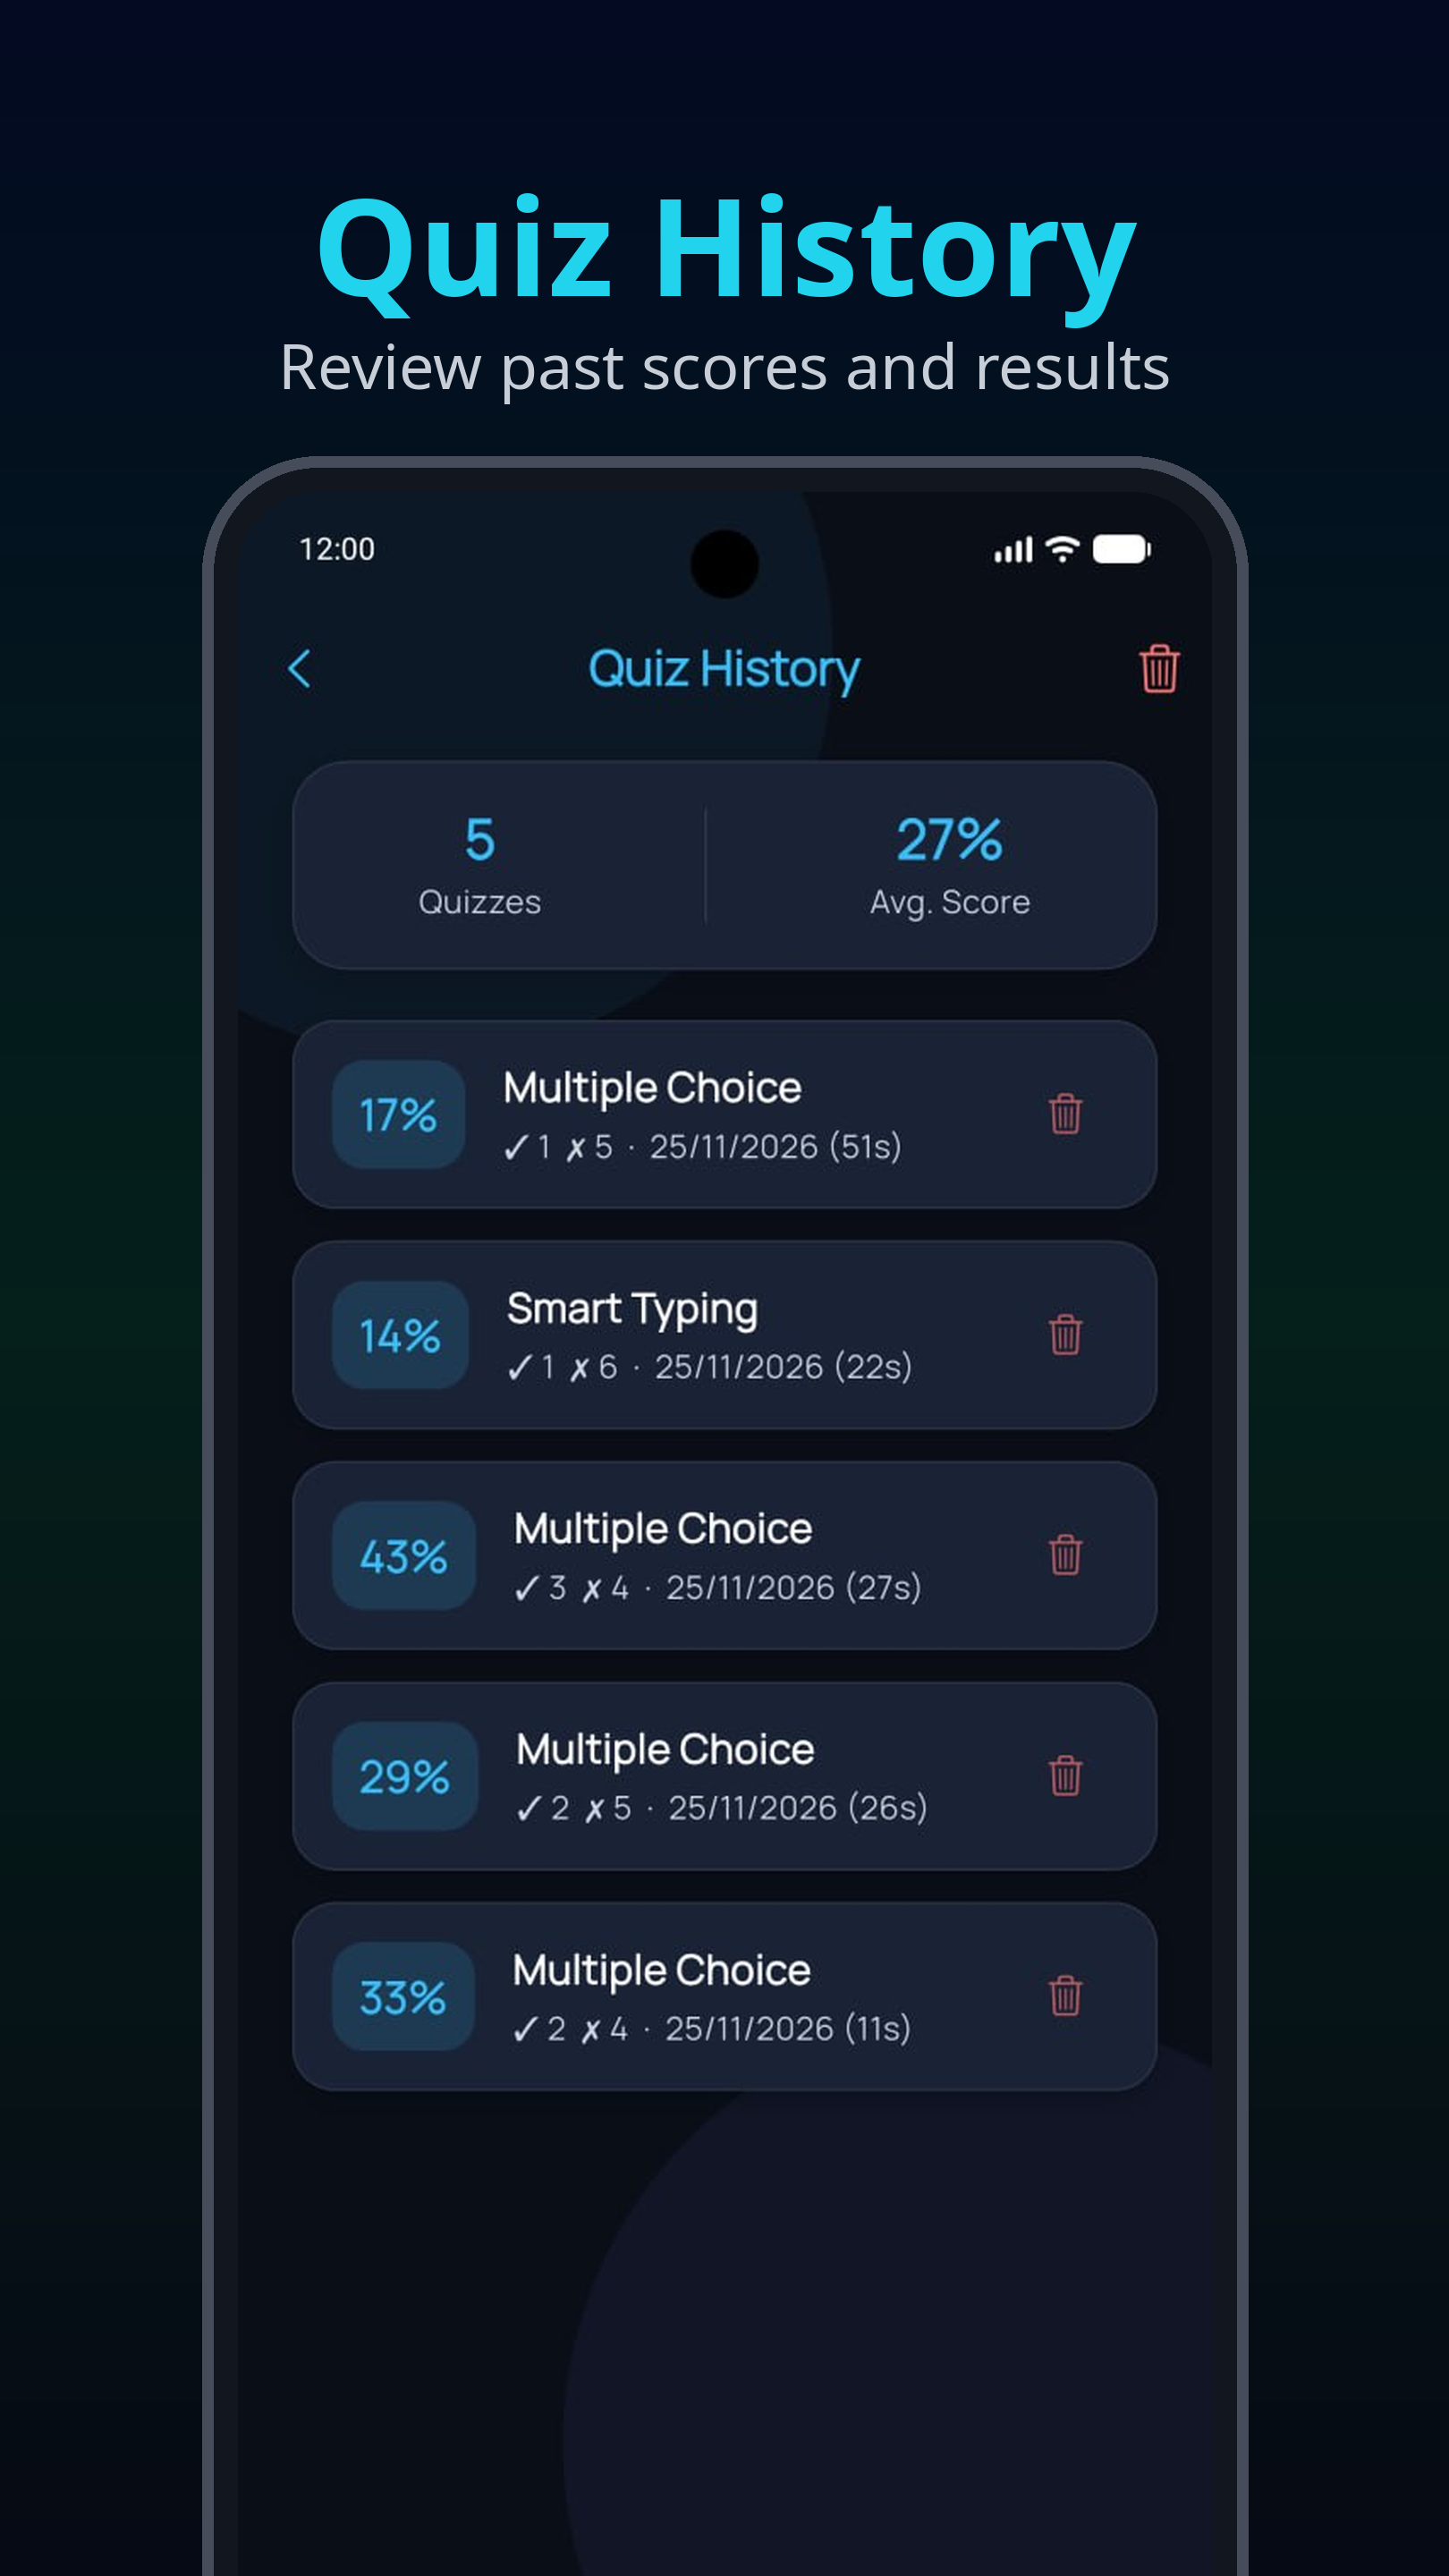 Quiz History
Review past scores and results
12:00
Quiz History
5
Quizzes
27%
Avg. Score
17%
Multiple Choice
✓ 1 ✗ 5 · 25/11/2026 (51s)
14%
Smart Typing
✓ 1 ✗ 6 · 25/11/2026 (22s)
43%
Multiple Choice
✓ 3 ✗ 4 · 25/11/2026 (27s)
29%
Multiple Choice
✓ 2 ✗ 5 · 25/11/2026 (26s)
33%
Multiple Choice
✓ 2 ✗ 4 · 25/11/2026 (11s)